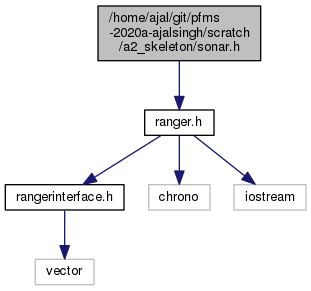 /home/ajal/git/pfms
-2020a-ajalsingh/scratch
/a2_skeleton/sonar.h
ranger.h
rangerinterface.h
chrono
iostream
vector